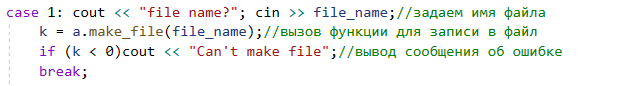 case 1: cout << "file name?"; cin >> file_name;//задаем имя файла
k = a.make_file(file_name);//вызов функции для записи в файл
if (k < 0)cout << "Can't make file";//вывод сообщения об ошибке
break;